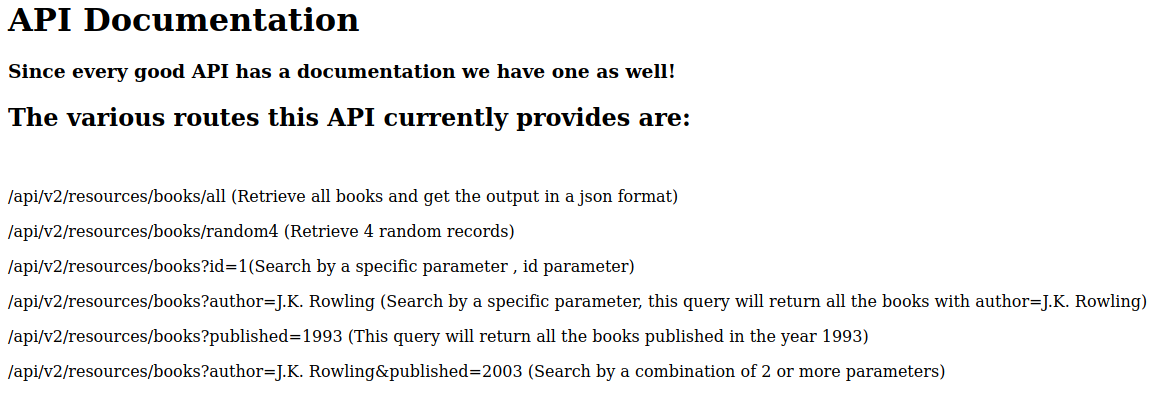 API Documentation
Since every good API has a documentation we have one as well!
The various routes this API currently provides are:
/api/v2/resources/books/all (Retrieve all books and get the output in a json format)
/api/v2/resources/books/random4 (Retrieve 4 random records)
/api/v2/resources/books?id=1(Search by a specific parameter , id parameter)
/api/v2/resources/books?author=J.K. Rowling (Search by a specific parameter, this query will return all the books with author=J.K. Rowling)
/api/v2/resources/books?published=1993 (This query will return all the books published in the year 1993)
/api/v2/resources/books?author=J.K. Rowling&published=2003 (Search by a combination of 2 or more parameters)